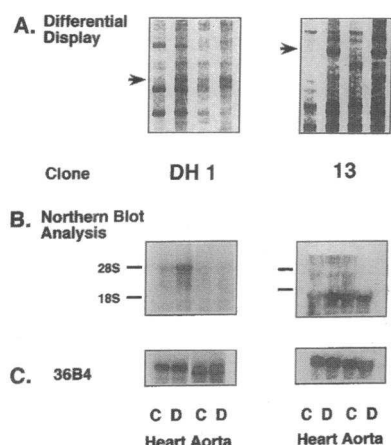 A. Differential
Display
Clone DH 1 13
B. Northern Blot
Analysis
28S
18S
C. 36B4
C D C D C D C D
Heart Aorta Heart Aorta